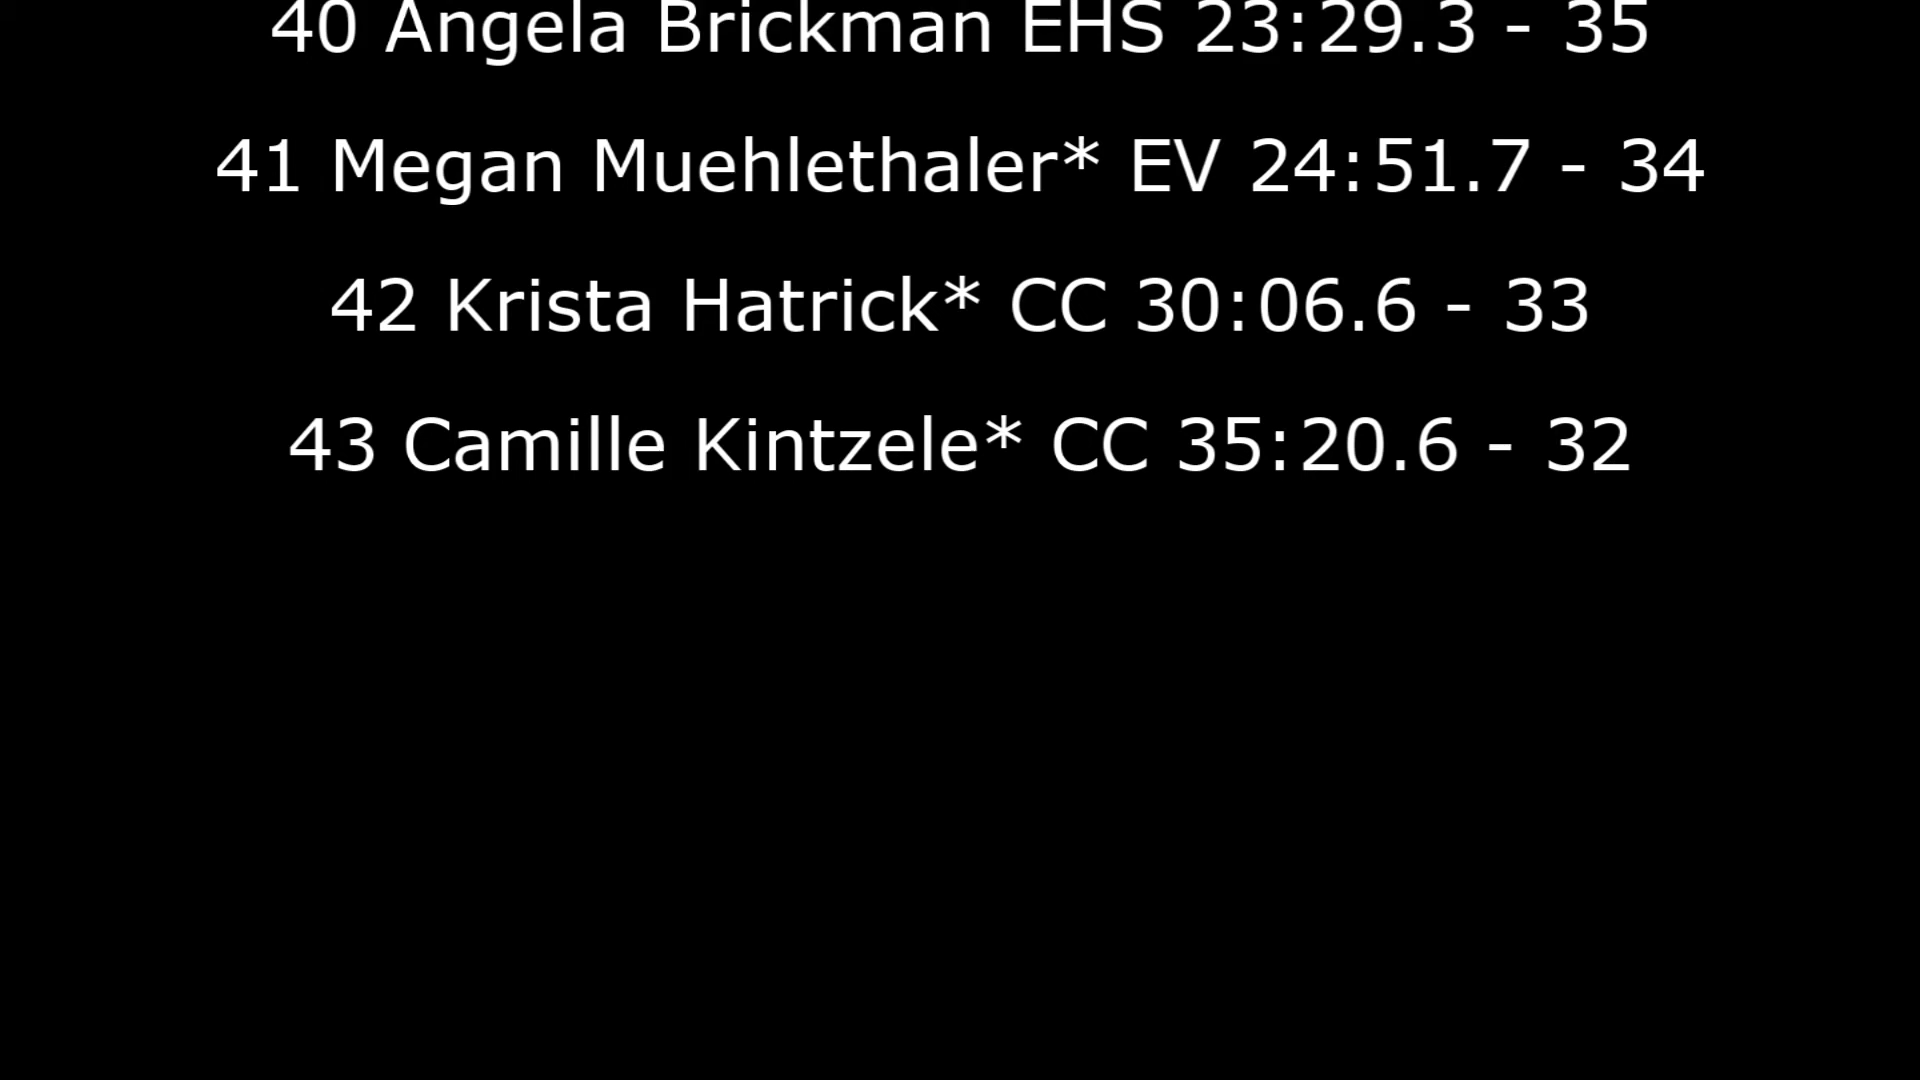 40 Angela Brickman EHS 23:29.3 - 35
41 Megan Muehlethaler* EV 24:51.7 - 34
42 Krista Hatrick* CC 30:06.6 - 33
43 Camille Kintzele* CC 35:20.6 - 32